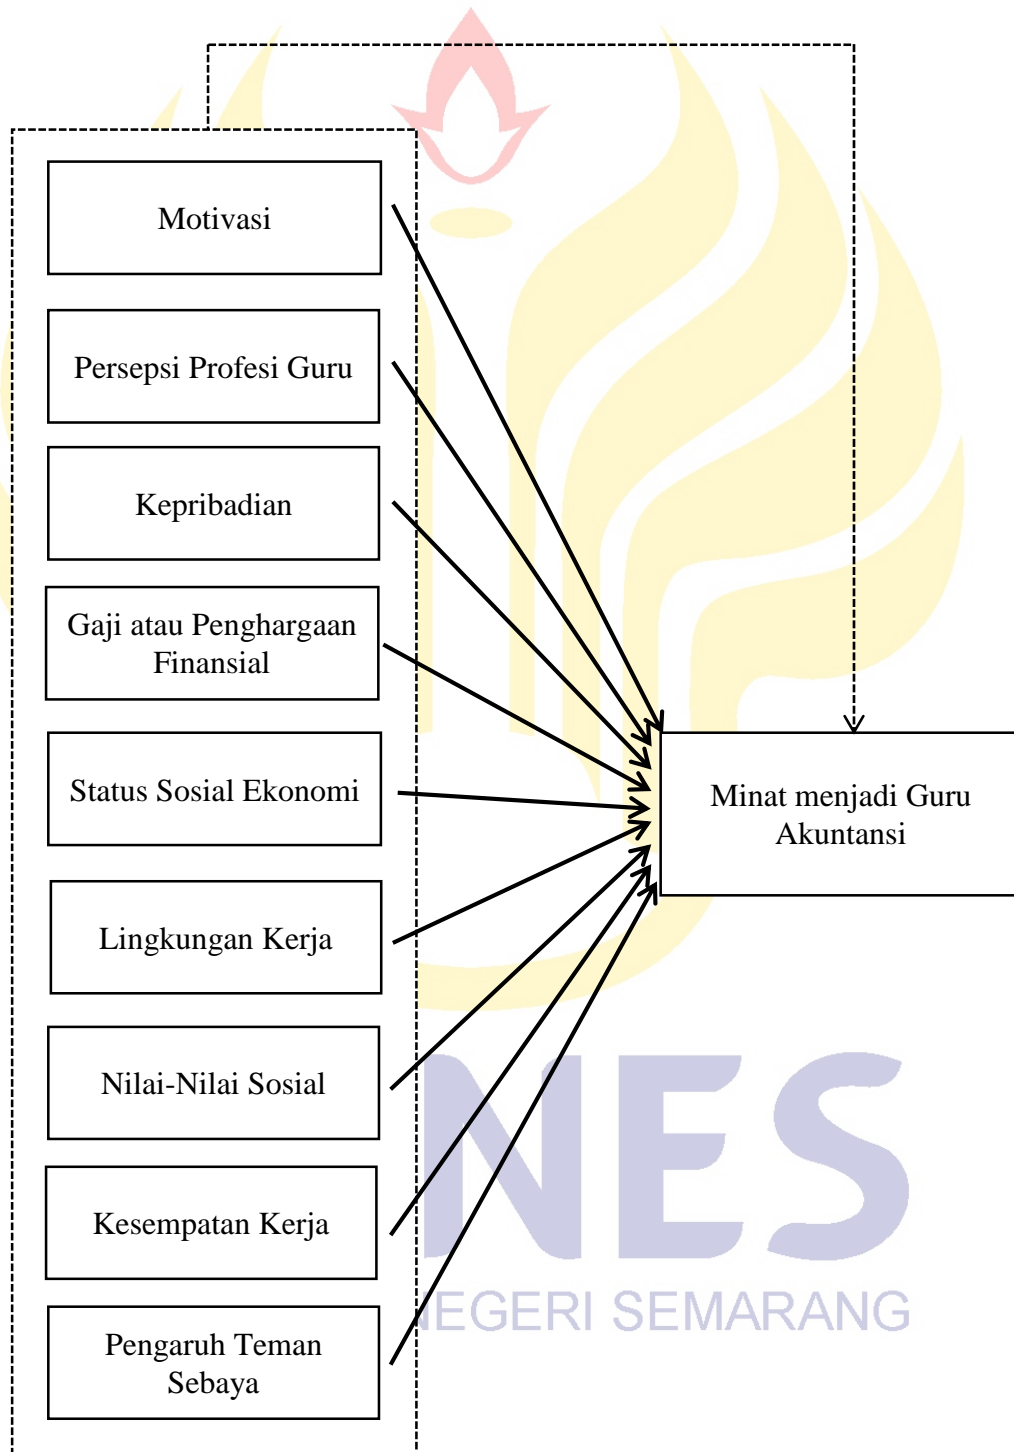 Motivasi
Persepsi Profesi Guru
Kepribadian
Gaji atau Penghargaan
Finansial
Status Sosial Ekonomi
Lingkungan Kerja
Nilai-Nilai Sosial
Kesempatan Kerja
Pengaruh Teman
Sebaya
Minat menjadi Guru
Akuntansi
NES
NEGERI SEMARANG